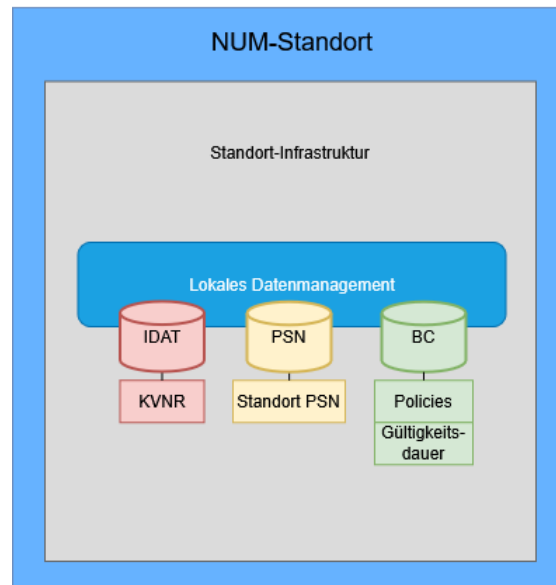 NUM-Standort
Standort-Infrastruktur
Lokales Datenmanagement
IDAT
PSN
BC
KVNR
Standort PSN
Policies
Gültigkeits-
dauer